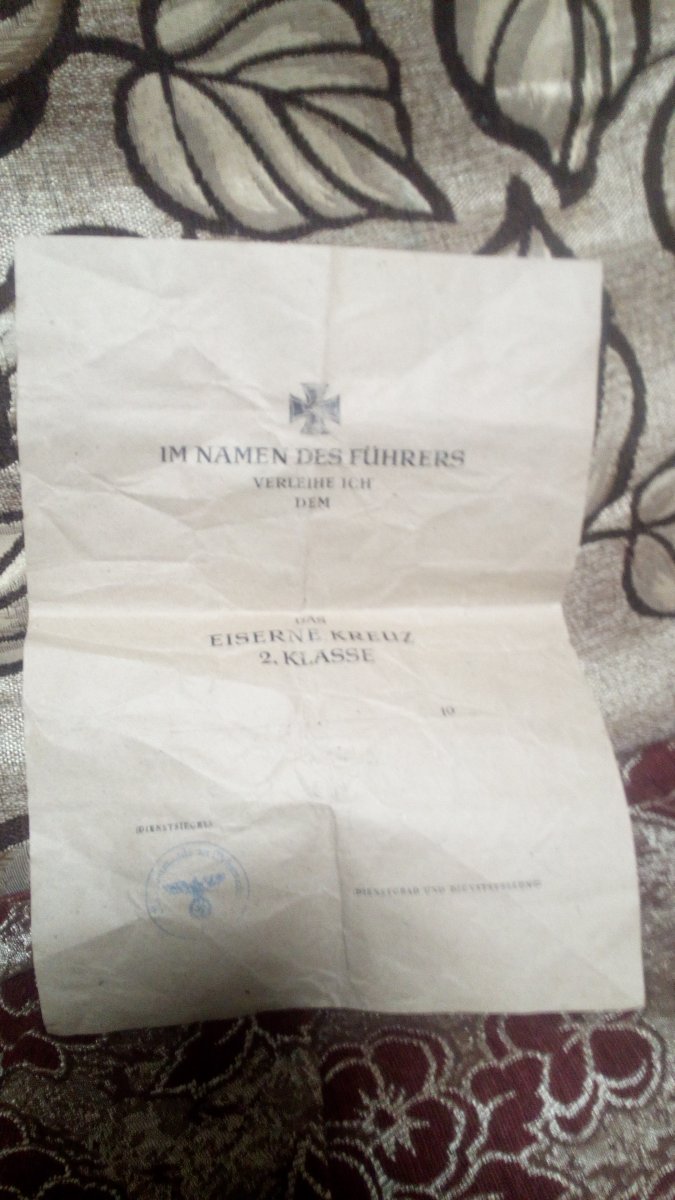 IM NAMEN DES FÜHRERS
VERLEIHE ICH
DEM
DAS
EISERNE KREUZ
2. KLASSE
19
(DIENSTSIEGEL)
(DIENSTGRAD UND DIENSTSTELLUNG)